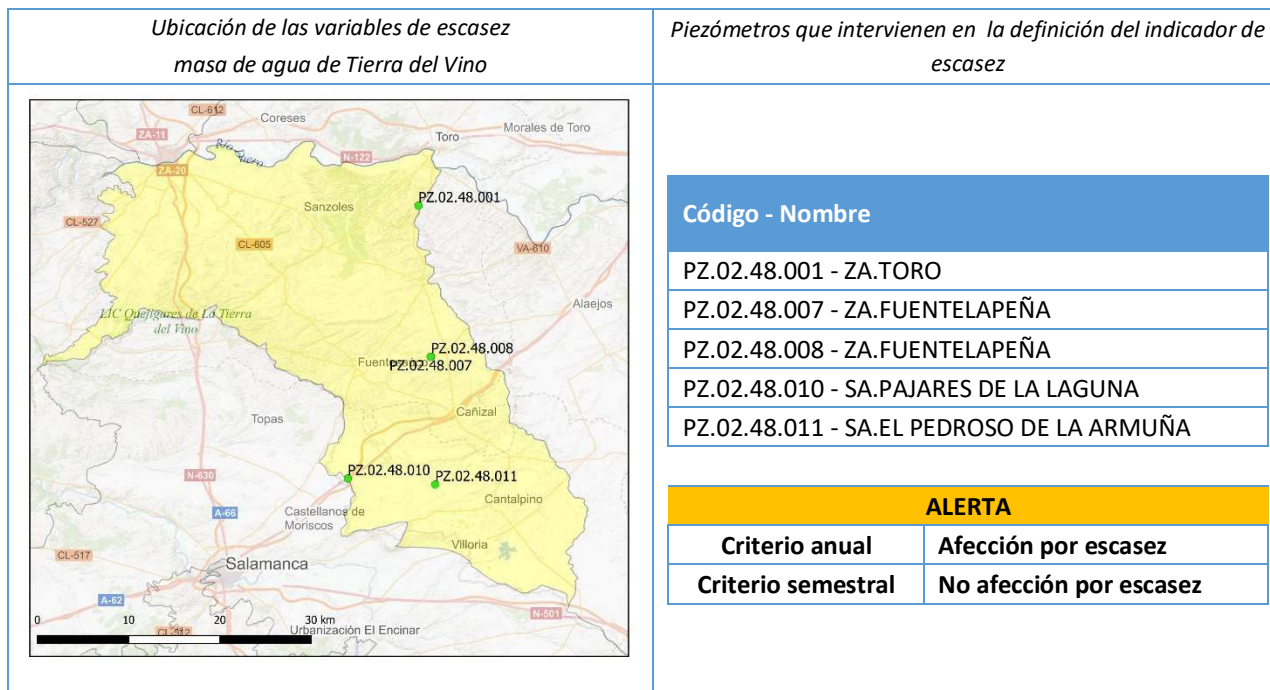 Ubicación de las variables de escasez
masa de agua de Tierra del Vino
Piezómetros que intervienen en la definición del indicador de
escasez
CL-612
Coreses
ZA-11
Toro
Morales de Toro
Río Duero
N-122
ZA-20
PZ.02.48.001
Sanzoles
CL-527
CL-605
VA-610
Alaejos
LIC Quejigares de La Tierra
del Vino
PZ.02.48.008
PZ.02.48.007
Cañizal
Topas
PZ.02.48.010
PZ.02.48.011
N-630
Cantalpino
A-66
Castellanos de
Moriscos
Villoria
CL-517
Salamanca
A-62
N-501
0 10 20 30 km
CL-512
Urbanización El Encinar
Código - Nombre
PZ.02.48.001 - ZA.TORO
PZ.02.48.007 - ZA.FUENTELAPEÑA
PZ.02.48.008 - ZA.FUENTELAPEÑA
PZ.02.48.010 - SA.PAJARES DE LA LAGUNA
PZ.02.48.011 - SA.EL PEDROSO DE LA ARMUÑA
ALERTA
Criterio anual Afección por escasez
Criterio semestral No afección por escasez